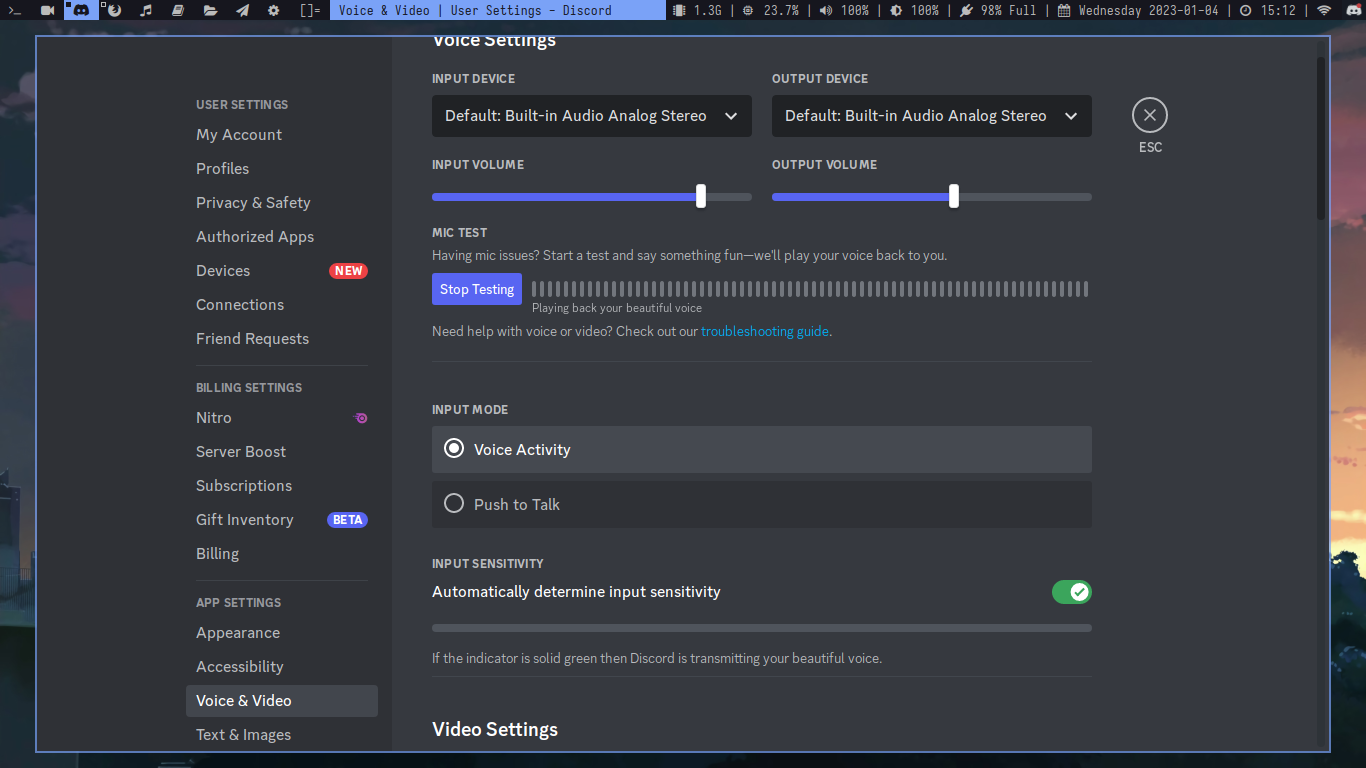 []= Voice & Video | User Settings - Discord 1.3G | 23.7% | 100% | 100% | 98% Full | Wednesday 2023-01-04 | 15:12 |
Voice Settings
INPUT DEVICE
OUTPUT DEVICE
Default: Built-in Audio Analog Stereo
Default: Built-in Audio Analog Stereo
ESC
INPUT VOLUME
OUTPUT VOLUME
MIC TEST
Having mic issues? Start a test and say something fun—we'll play your voice back to you.
Stop Testing
Playing back your beautiful voice
Need help with voice or video? Check out our troubleshooting guide.
INPUT MODE
Voice Activity
Push to Talk
INPUT SENSITIVITY
Automatically determine input sensitivity
If the indicator is solid green then Discord is transmitting your beautiful voice.
Video Settings
USER SETTINGS
My Account
Profiles
Privacy & Safety
Authorized Apps
Devices NEW
Connections
Friend Requests
BILLING SETTINGS
Nitro
Server Boost
Subscriptions
Gift Inventory BETA
Billing
APP SETTINGS
Appearance
Accessibility
Voice & Video
Text & Images